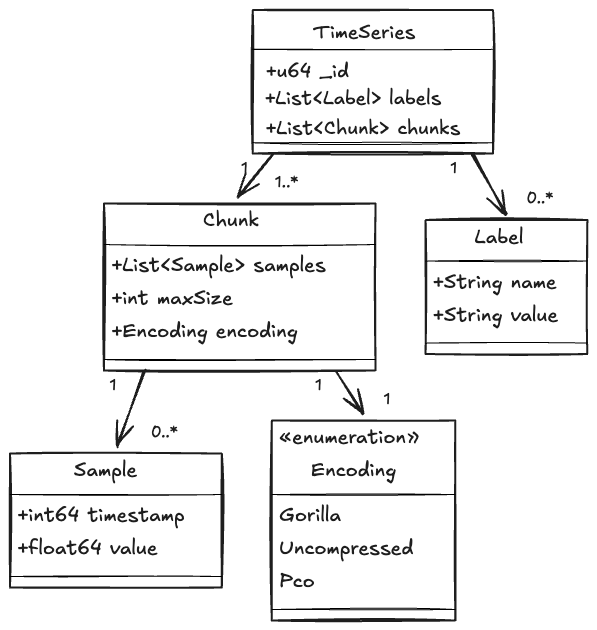 TimeSeries
+u64 _id
+List<Label> labels
+List<Chunk> chunks
1
1..*
1
0..*
Chunk
+List<Sample> samples
+int maxSize
+Encoding encoding
Label
+String name
+String value
1
0..*
1
1
Sample
+int64 timestamp
+float64 value
«enumeration»
Encoding
Gorilla
Uncompressed
Pco